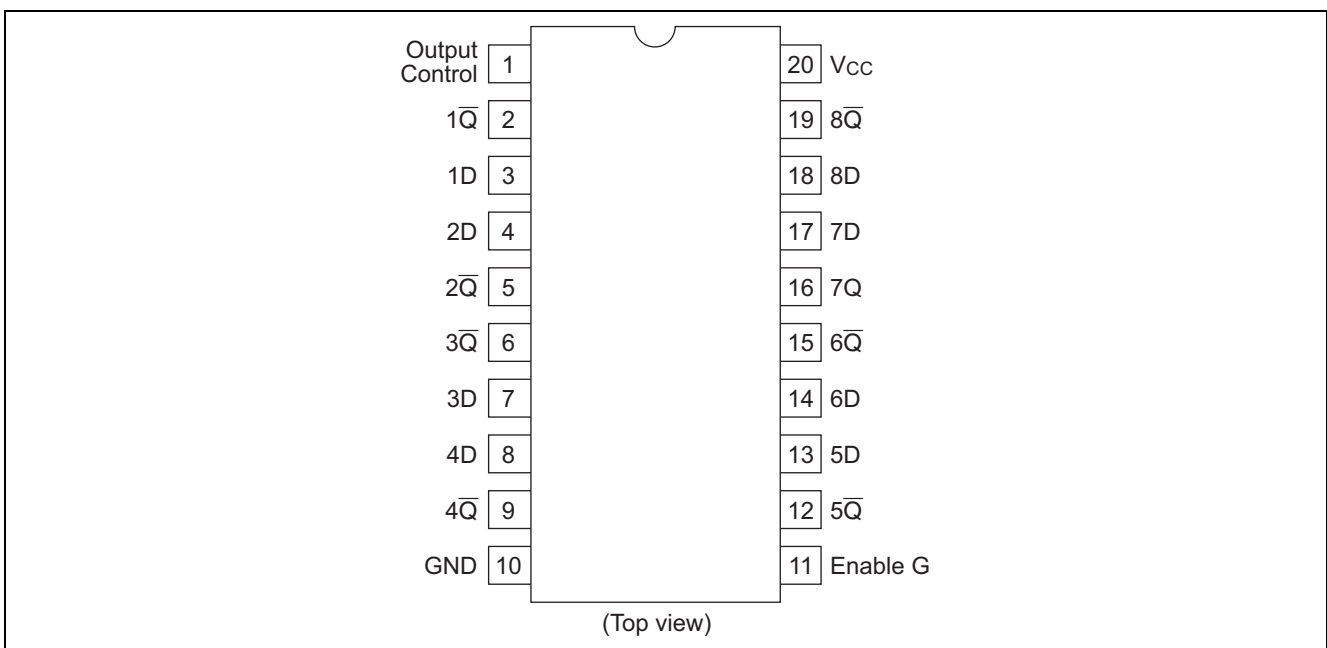 Output
Control 1
1Q̅ 2
1D 3
2D 4
2Q̅ 5
3Q̅ 6
3D 7
4D 8
4Q̅ 9
GND 10
20 VCC
19 8Q̅
18 8D
17 7D
16 7Q
15 6Q̅
14 6D
13 5D
12 5Q̅
11 Enable G
(Top view)